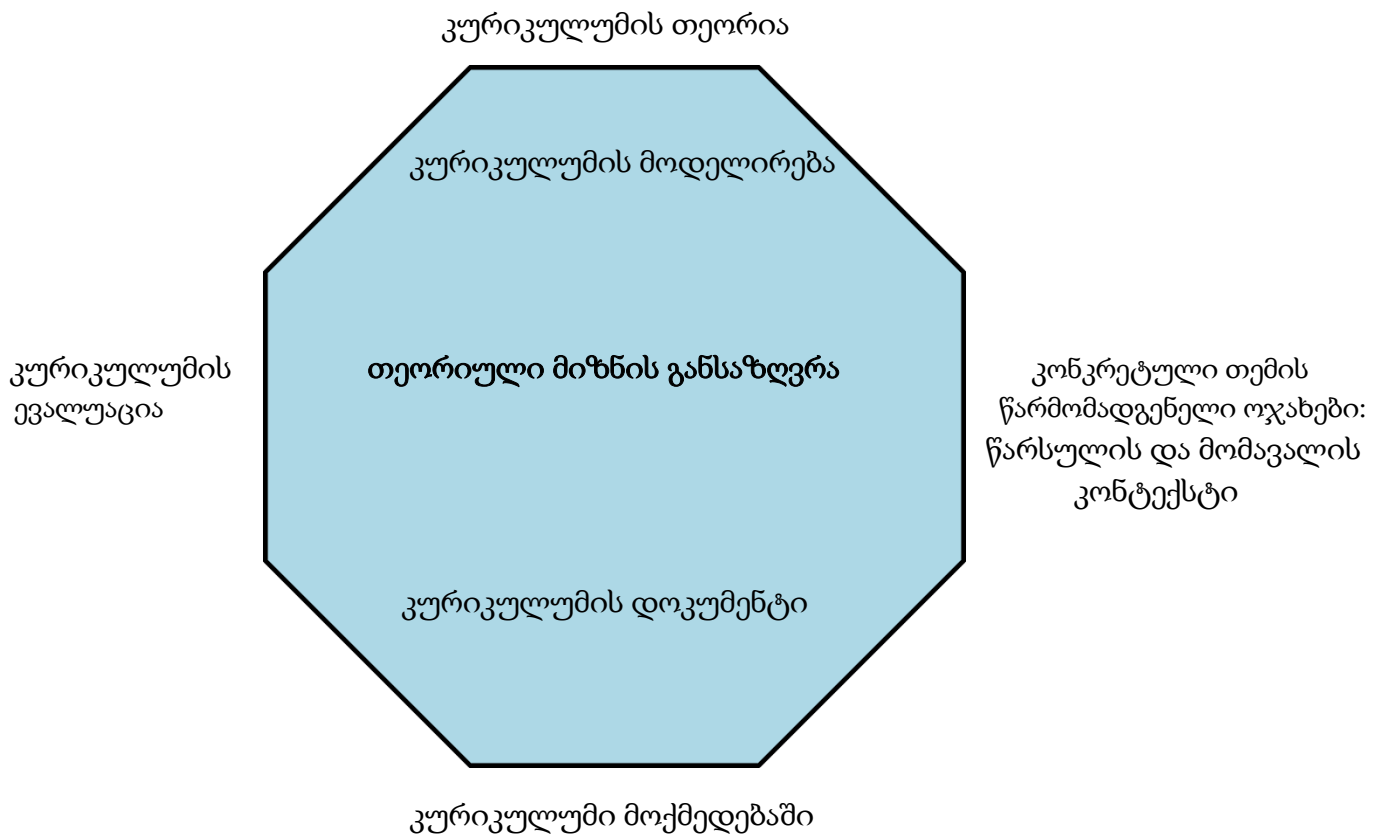 კურიკულუმის თეორია
კურიკულუმის მოდელირება
კურიკულუმის
ევალუაცია
თეორიული მიზნის განსაზღვრა
კონკრეტული თემის
წარმომადგენელი ოჯახები:
წარსულის და მომავალის
კონტექსტი
კურიკულუმის დოკუმენტი
კურიკულუმი მოქმედებაში